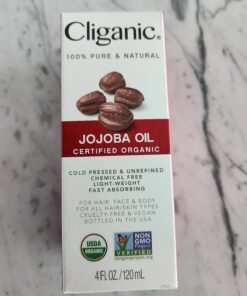 Cliganic®
100% PURE & NATURAL
JOJOBA OIL
CERTIFIED ORGANIC
COLD PRESSED & UNREFINED
CHEMICAL FREE
LIGHT-WEIGHT
FAST ABSORBING
FOR HAIR, FACE & BODY
FOR ALL HAIR/SKIN TYPES
CRUELTY-FREE & VEGAN
BOTTLED IN THE USA
USDA
ORGANIC
NON
GMO
Project
VERIFIED
nongmoproject.org
4 FL OZ. / 120 mL